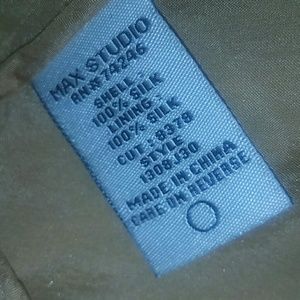 MAX STUDIO
RN# 74246
SHELL
100% SILK
LINING:
100% SILK
CUT: 9379
STYLE
1308J30
MADE IN CHINA
CARE ON REVERSE